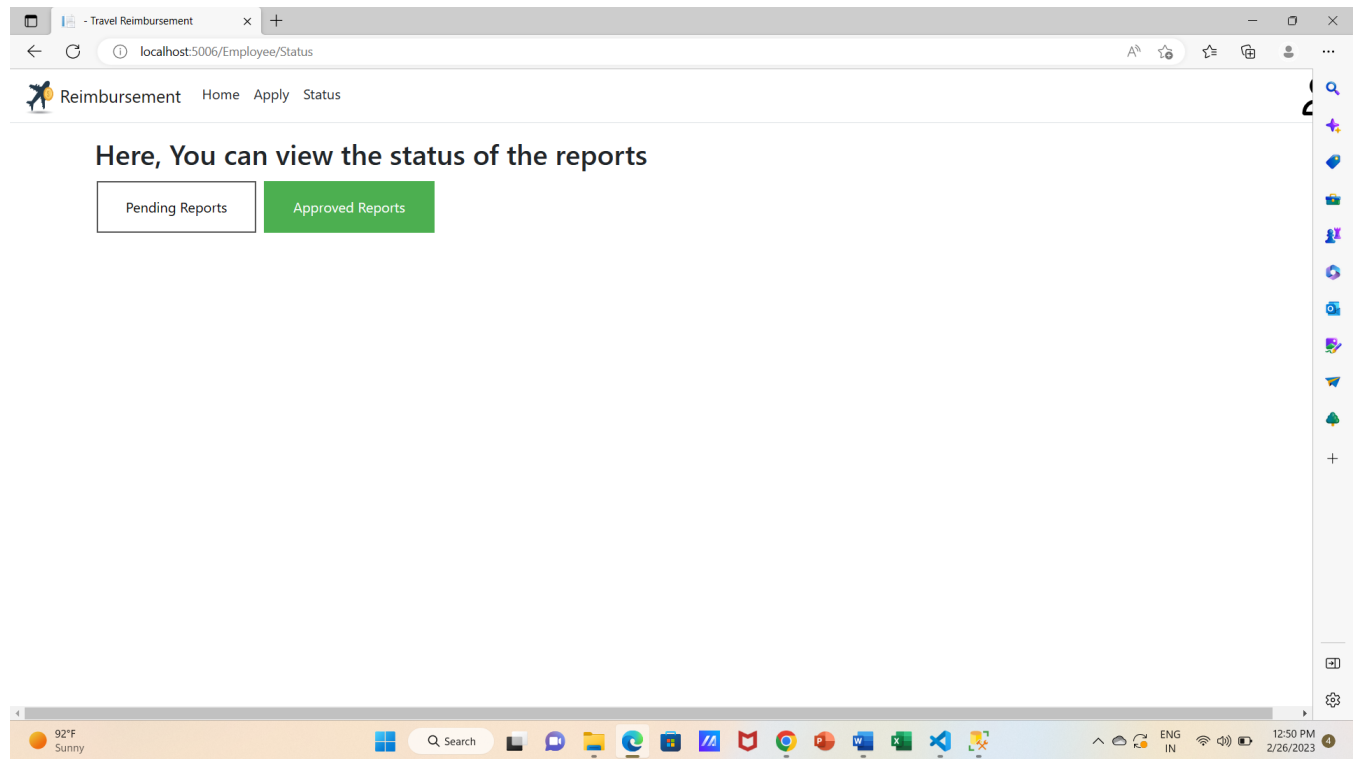 - Travel Reimbursement
localhost:5006/Employee/Status
Reimbursement Home Apply Status
Here, You can view the status of the reports
Pending Reports Approved Reports
92°F
Sunny
Search
ENG
IN
12:50 PM
2/26/2023
4